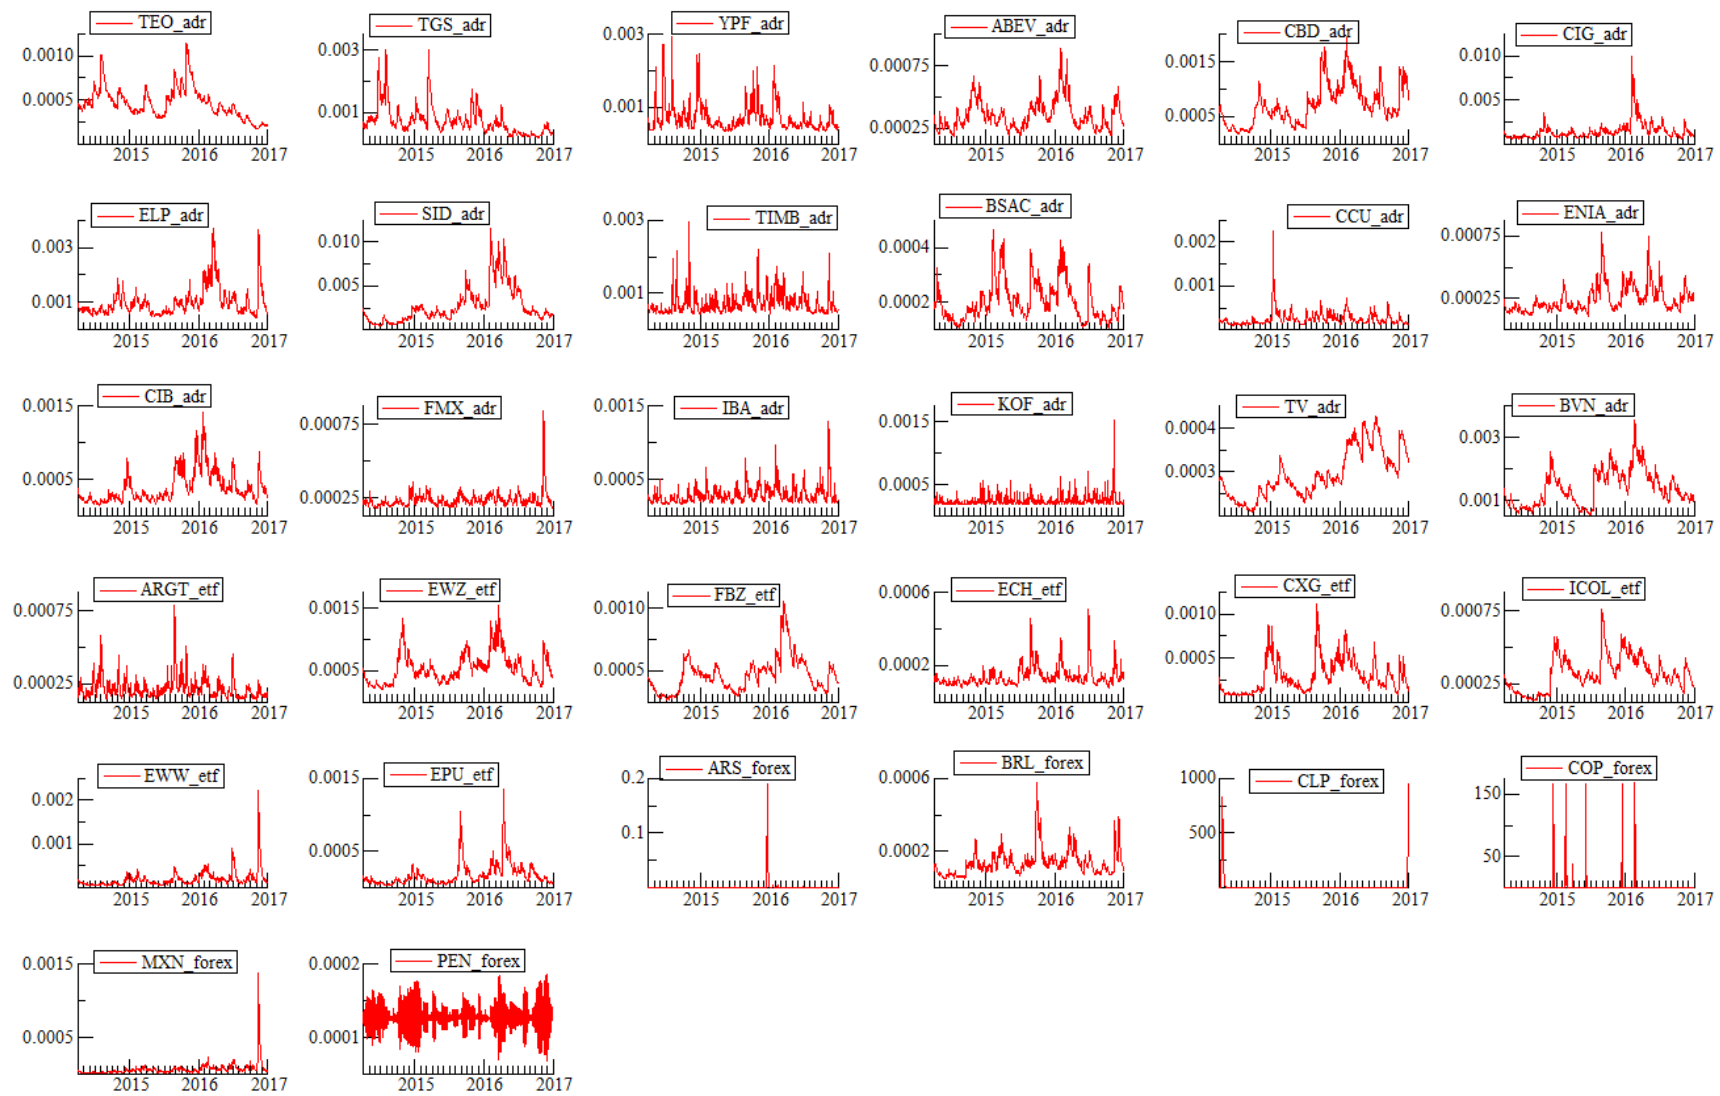 TEO_adr TGS_adr YPF_adr ABEV_adr CBD_adr CIG_adr
0.0010 0.003 0.003 0.00075 0.0015 0.010
0.0005 0.001 0.001 0.00025 0.0005 0.005
2015 2016 2017 2015 2016 2017 2015 2016 2017 2015 2016 2017 2015 2016 2017 2015 2016 2017
ELP_adr SID_adr TIMB_adr BSAC_adr CCU_adr ENIA_adr
0.003 0.010 0.003 0.0004 0.002 0.00075
0.001 0.005 0.001 0.0002 0.001 0.00025
2015 2016 2017 2015 2016 2017 2015 2016 2017 2015 2016 2017 2015 2016 2017 2015 2016 2017
CIB_adr FMX_adr IBA_adr KOF_adr TV_adr BVN_adr
0.0015 0.00075 0.0015 0.0015 0.0004 0.003
0.0005 0.00025 0.0005 0.0005 0.0003 0.001
2015 2016 2017 2015 2016 2017 2015 2016 2017 2015 2016 2017 2015 2016 2017 2015 2016 2017
ARGT_etf EWZ_etf FBZ_etf ECH_etf CXG_etf ICOL_etf
0.00075 0.0015 0.0010 0.0006 0.0010 0.00075
0.00025 0.0005 0.0005 0.0002 0.0005 0.00025
2015 2016 2017 2015 2016 2017 2015 2016 2017 2015 2016 2017 2015 2016 2017 2015 2016 2017
EWW_etf EPU_etf ARS_forex BRL_forex CLP_forex COP_forex
0.002 0.0015 0.2 0.0006 1000 150
0.001 0.0005 0.1 0.0002 500 50
2015 2016 2017 2015 2016 2017 2015 2016 2017 2015 2016 2017 2015 2016 2017 2015 2016 2017
MXN_forex PEN_forex
0.0015 0.0002
0.0005 0.0001
2015 2016 2017 2015 2016 2017